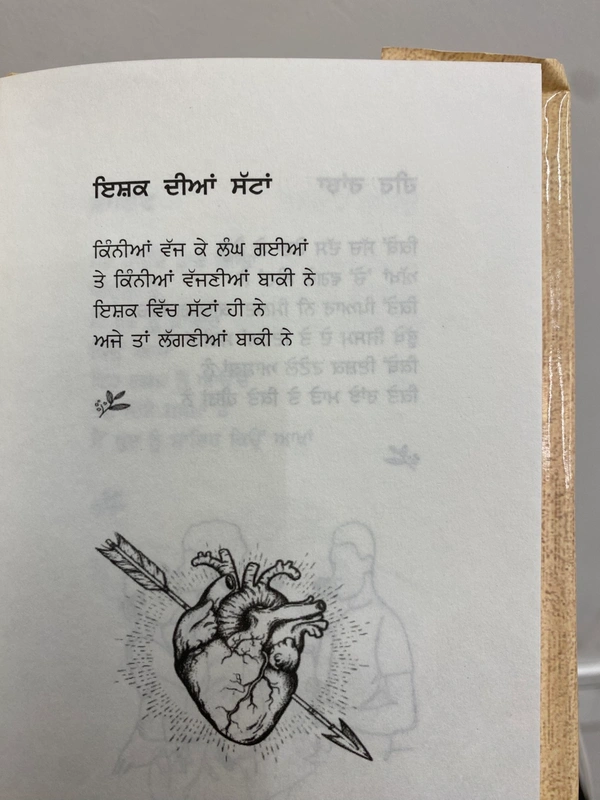 ਇਸ਼ਕ ਦੀਆਂ ਸੱਟਾਂ
ਕਿੰਨੀਆਂ ਵੱਜ ਕੇ ਲੰਘ ਗਈਆਂ
ਤੇ ਕਿੰਨੀਆਂ ਵੱਜਣੀਆਂ ਬਾਕੀ ਨੇ
ਇਸ਼ਕ ਵਿੱਚ ਸੱਟਾਂ ਹੀ ਨੇ
ਅਜੇ ਤਾਂ ਲੱਗਣੀਆਂ ਬਾਕੀ ਨੇ